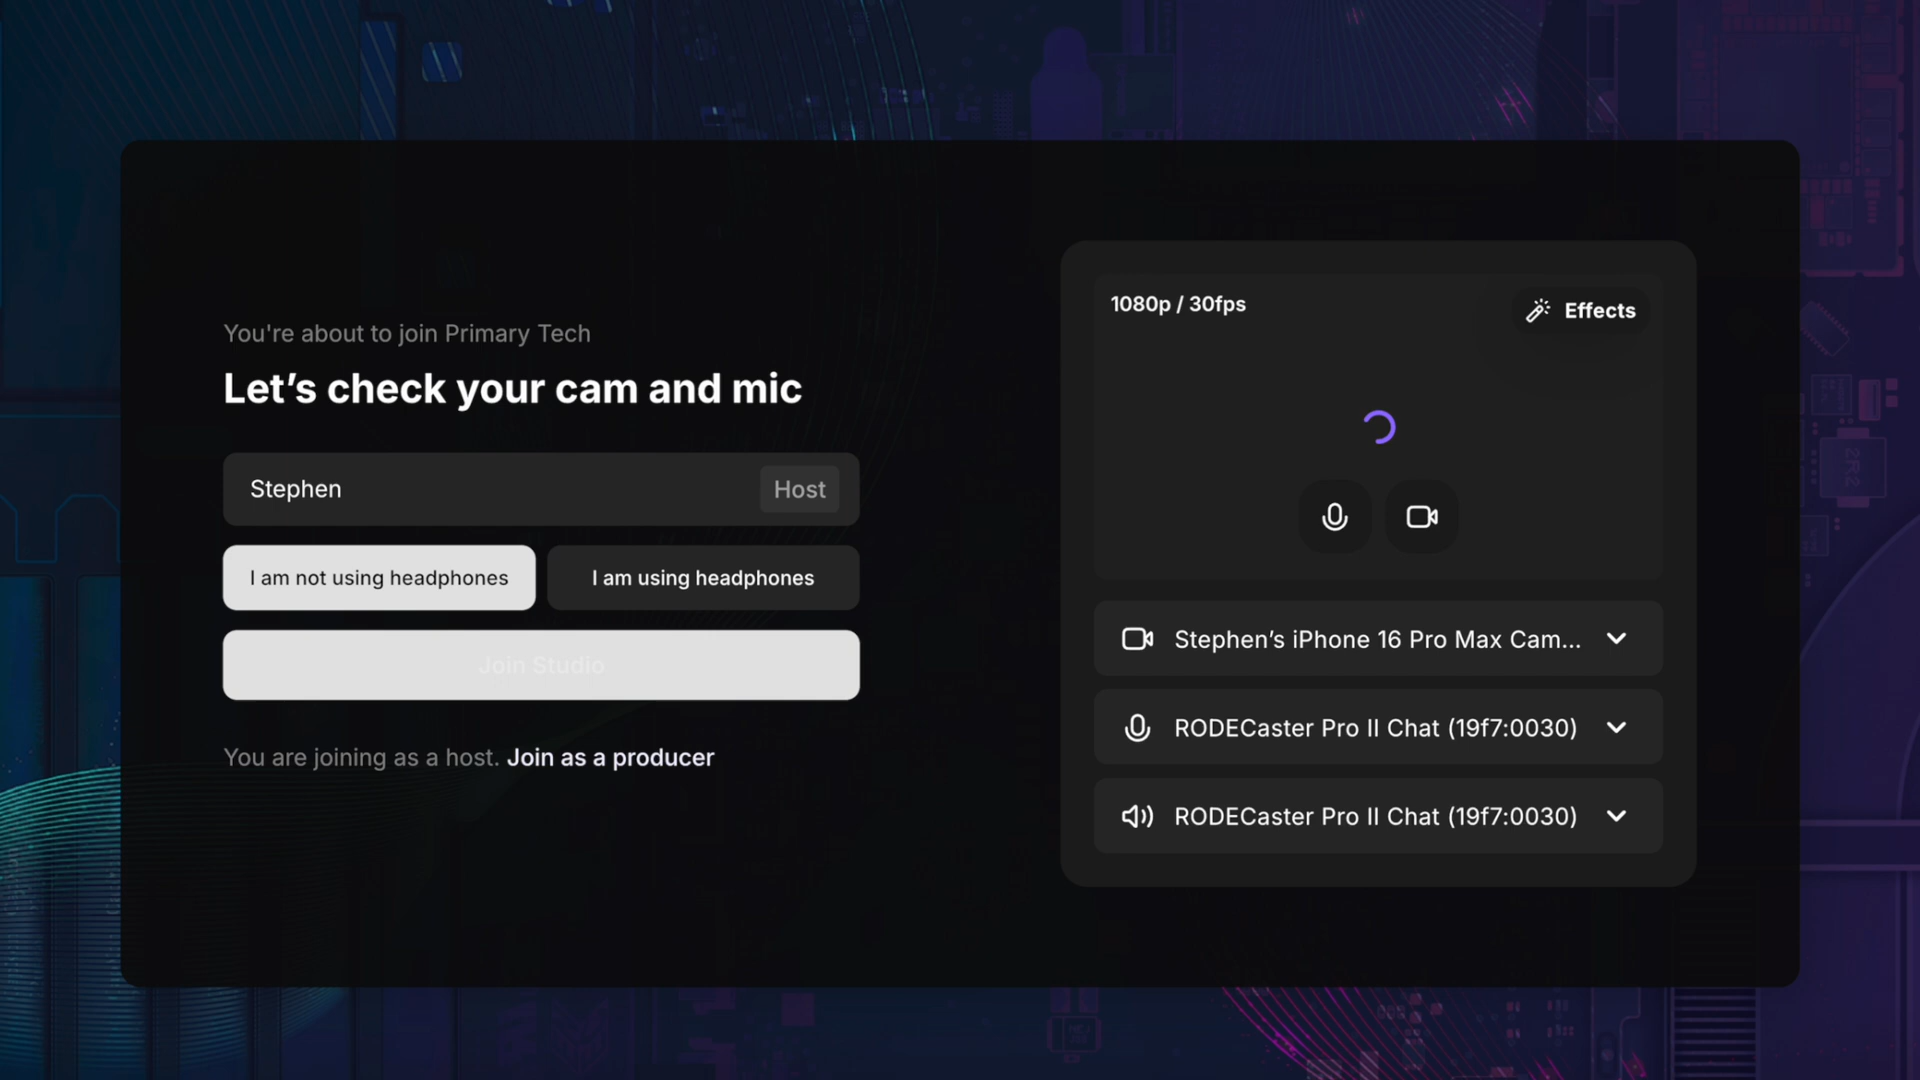 You're about to join Primary Tech
Let’s check your cam and mic
Stephen
Host
I am not using headphones
I am using headphones
Join Studio
You are joining as a host. Join as a producer
1080p / 30fps
Effects
Stephen’s iPhone 16 Pro Max Cam...
RODECaster Pro II Chat (19f7:0030)
RODECaster Pro II Chat (19f7:0030)
2R2